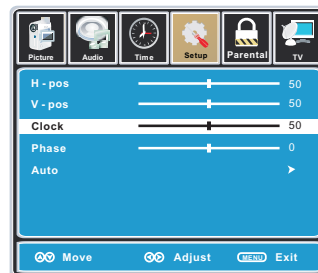 Picture Audio Time Setup Parental TV
H - pos 50
V - pos 50
Clock 50
Phase 0
Auto
Move Adjust MENU Exit